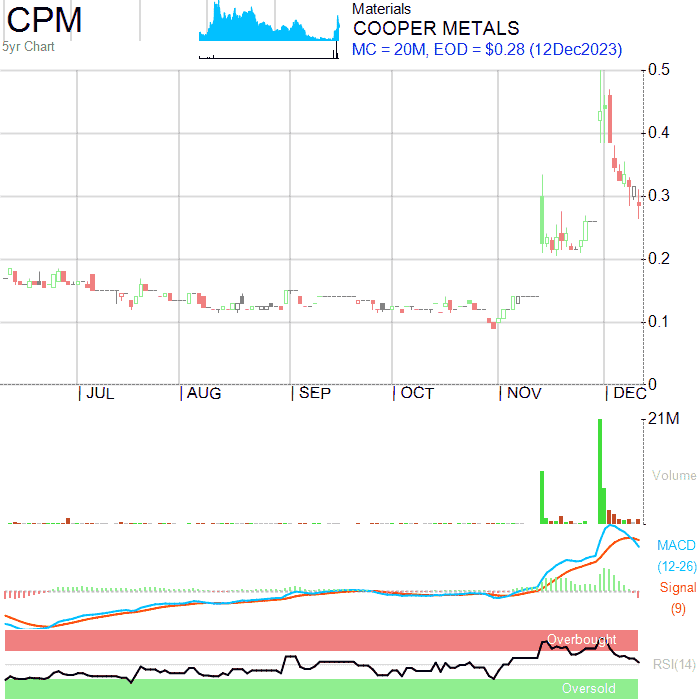 CPM
5yr Chart
Materials
COOPER METALS
MC = 20M, EOD = $0.28 (12Dec2023)
0.5
0.4
0.3
0.2
0.1
0
JUL AUG SEP OCT NOV DEC
21M
Volume
MACD
(12-26)
Signal
(9)
Overbought
RSI(14)
Oversold